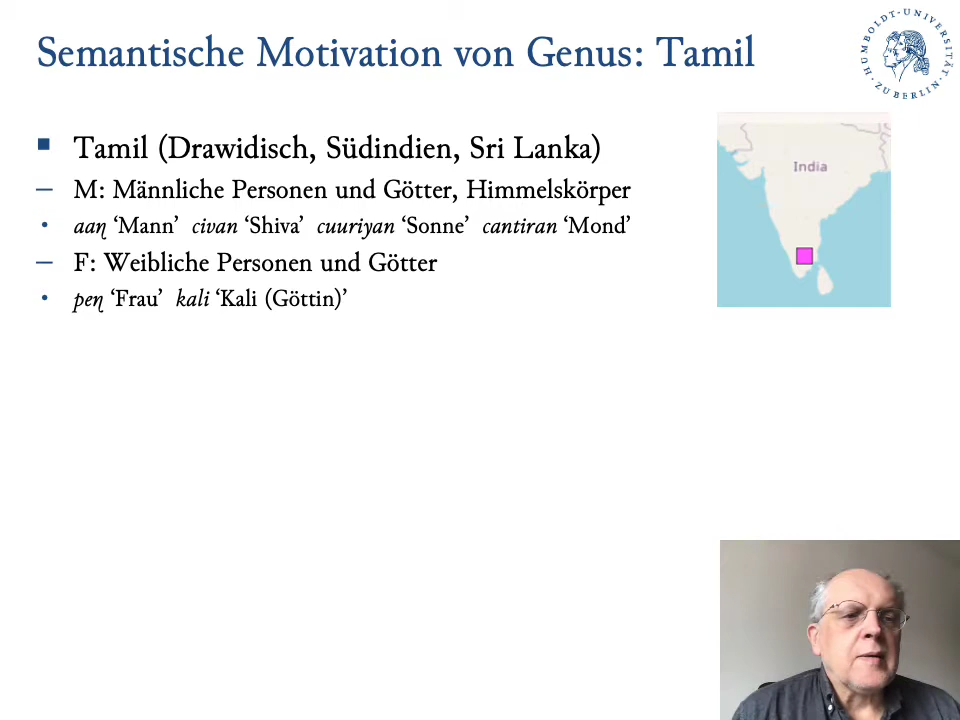 Semantische Motivation von Genus: Tamil
HUMBOLDT-UNIVERSITÄT ZU BERLIN
▪ Tamil (Drawidisch, Südindien, Sri Lanka)
– M: Männliche Personen und Götter, Himmelskörper
• aaṇ ‘Mann’ civan ‘Shiva’ cuuriyan ‘Sonne’ cantiran ‘Mond’
– F: Weibliche Personen und Götter
• peṇ ‘Frau’ kali ‘Kali (Göttin)’
India